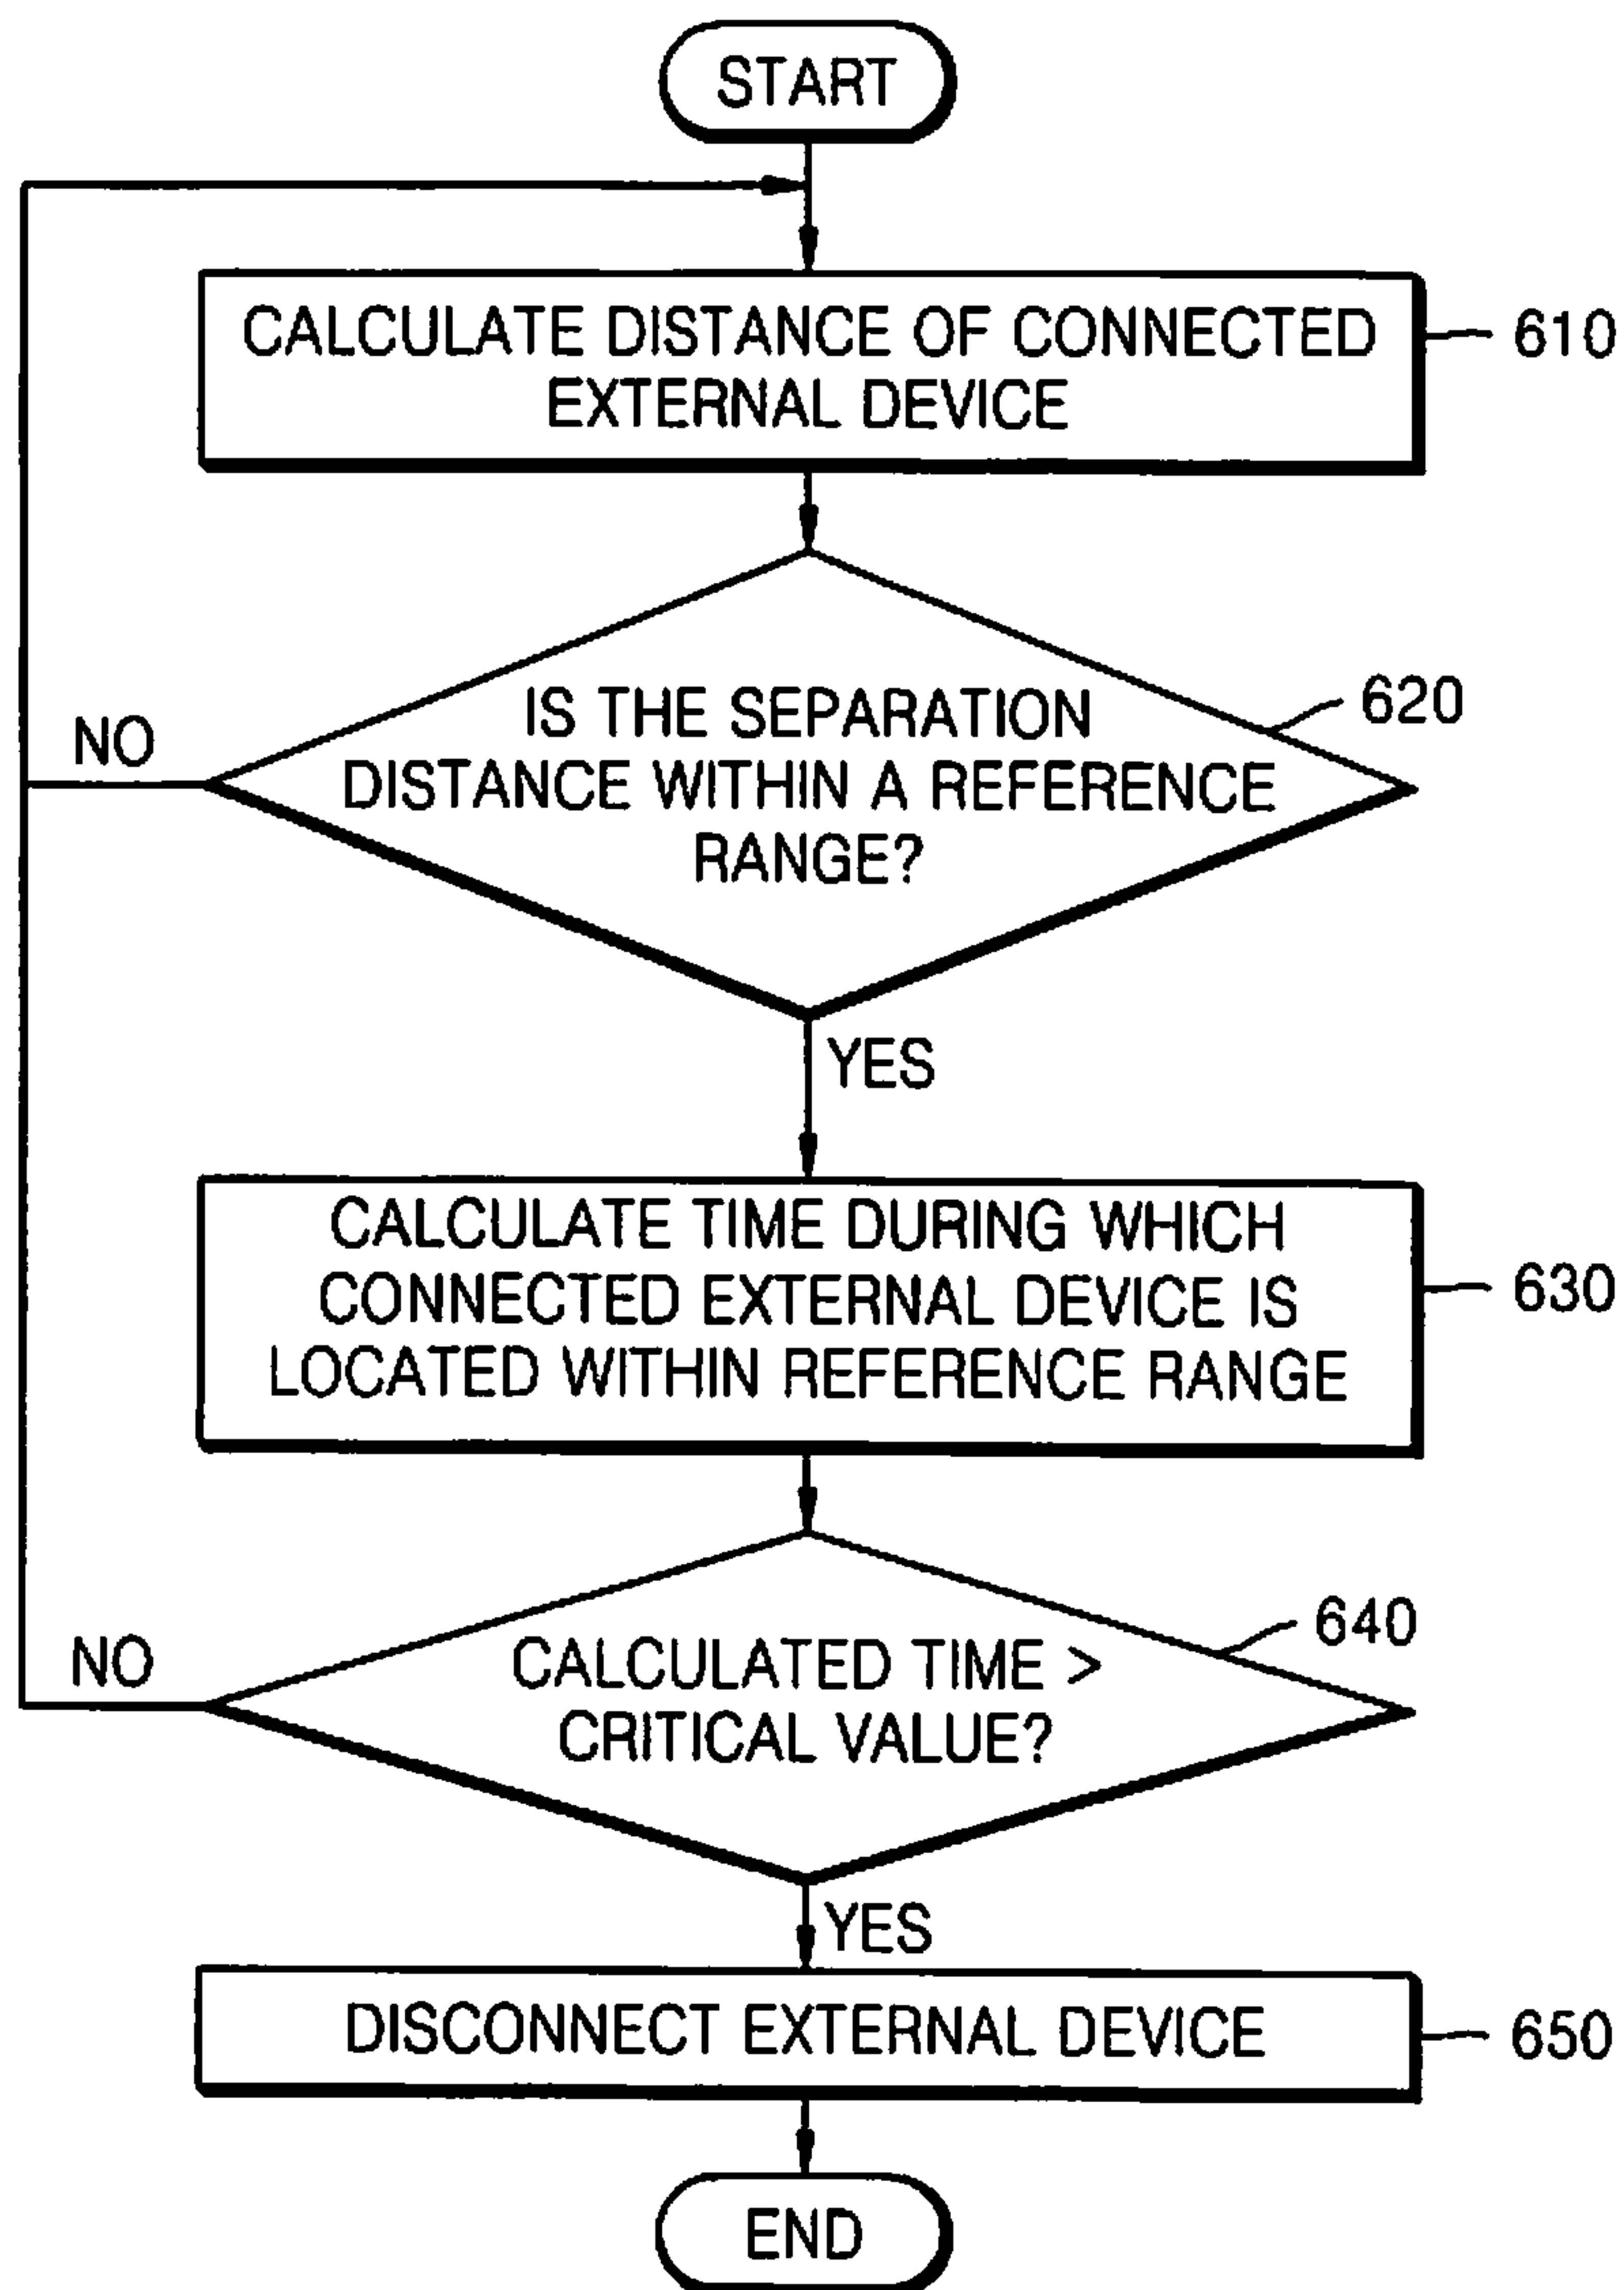 START
CALCULATE DISTANCE OF CONNECTED
EXTERNAL DEVICE
610
IS THE SEPARATION
DISTANCE WITHIN A REFERENCE
RANGE?
620
NO
YES
CALCULATE TIME DURING WHICH
CONNECTED EXTERNAL DEVICE IS
LOCATED WITHIN REFERENCE RANGE
630
CALCULATED TIME >
CRITICAL VALUE?
640
NO
YES
DISCONNECT EXTERNAL DEVICE
650
END